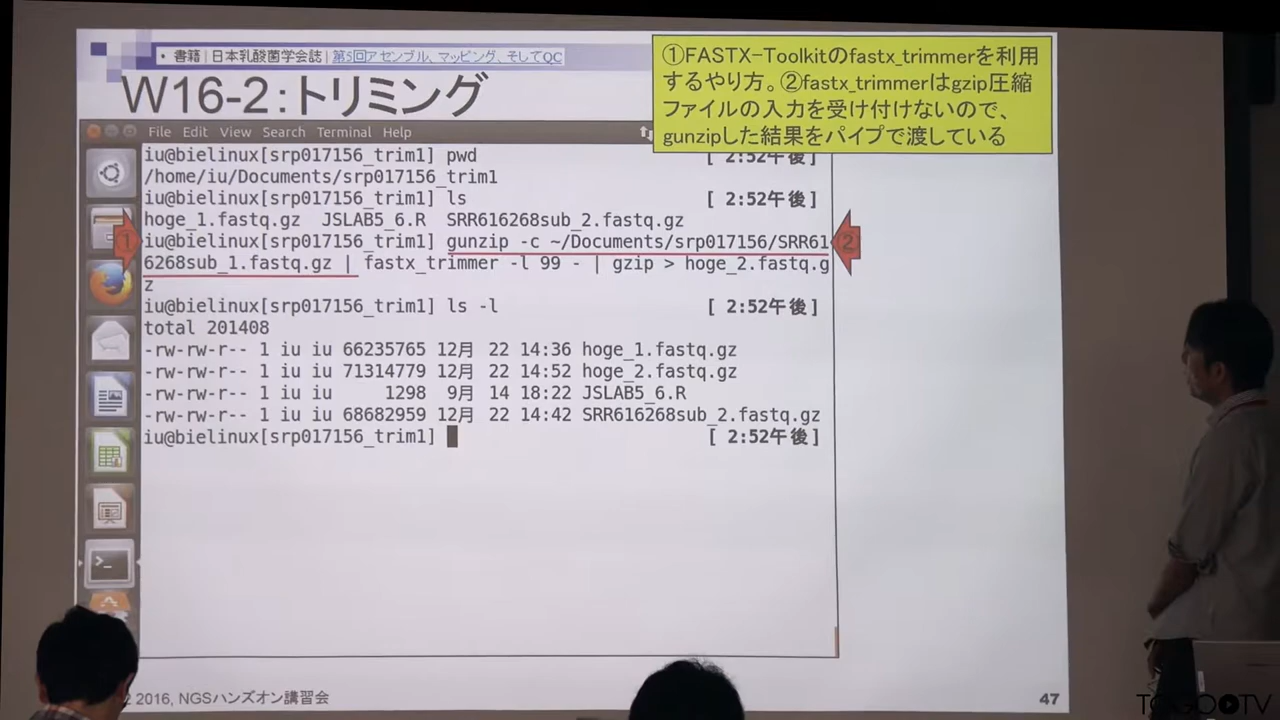 • 書籍 | 日本乳酸菌学会誌 | 第5回アセンブル、マッピング、そしてQC
W16-2：トリミング
①FASTX-Toolkitのfastx_trimmerを利用
するやり方。②fastx_trimmerはgzip圧縮
ファイルの入力を受け付けないので、
gunzipした結果をパイプで渡している
File Edit View Search Terminal Help
iu@bielinux[srp017156_trim1] pwd [ 2:52午後]
/home/iu/Documents/srp017156_trim1
iu@bielinux[srp017156_trim1] ls [ 2:52午後]
hoge_1.fastq.gz JSLAB5_6.R SRR616268sub_2.fastq.gz
① iu@bielinux[srp017156_trim1] gunzip -c ~/Documents/srp017156/SRR61 ②
6268sub_1.fastq.gz | fastx_trimmer -l 99 - | gzip > hoge_2.fastq.g
z
iu@bielinux[srp017156_trim1] ls -l [ 2:52午後]
total 201408
-rw-rw-r-- 1 iu iu 66235765 12月 22 14:36 hoge_1.fastq.gz
-rw-rw-r-- 1 iu iu 71314779 12月 22 14:52 hoge_2.fastq.gz
-rw-rw-r-- 1 iu iu 1298 9月 14 18:22 JSLAB5_6.R
-rw-rw-r-- 1 iu iu 68682959 12月 22 14:42 SRR616268sub_2.fastq.gz
iu@bielinux[srp017156_trim1] [ 2:52午後]
2 2016, NGSハンズオン講習会
47
TOGOTV